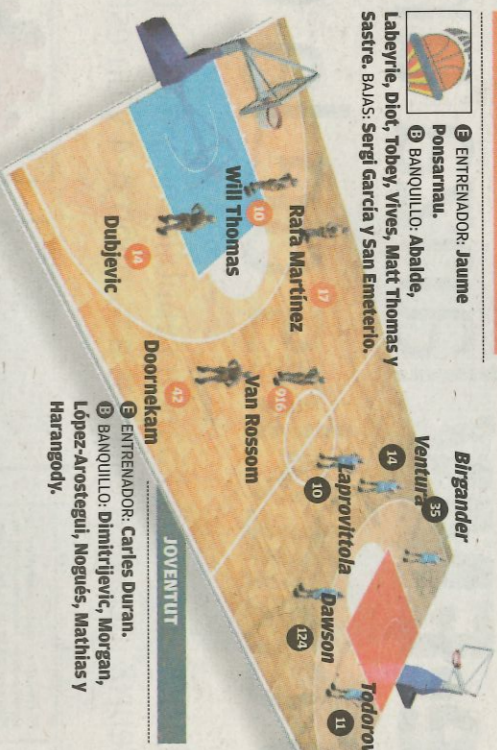 E ENTRENADOR: Jaume
Ponsarnau.
B BANQUILLO: Abalde,
Labeyrie, Diot, Tobey, Vives, Matt Thomas y
Sastre. BAJAS: Sergi García y San Emeterio.
17
Rafa Martínez
10
Will Thomas
14
Dubjevic
916
Van Rossom
42
Doornekam
Birgander
35
Ventura
14
Laprovittola
10
Dawson
124
Todorov
11
JOVENTUT
E ENTRENADOR: Carles Duran.
B BANQUILLO: Dimitrijevic, Morgan,
López-Arostegui, Nogués, Mathias y
Harangody.